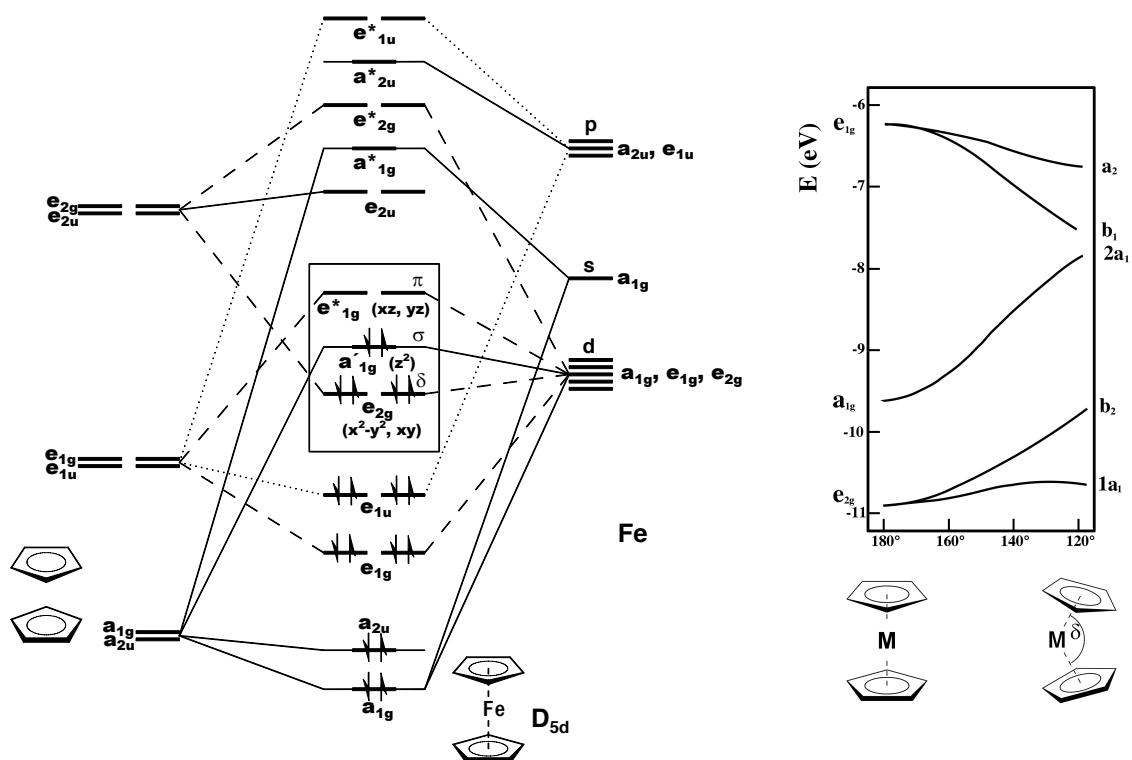 e*₁ᵤ
a*₂ᵤ
e*₂g
a*₁g
e₂ᵤ
e₂g
e₂ᵤ
p
a₂ᵤ, e₁ᵤ
s
a₁g
π
e*₁g (xz, yz)
σ
a´₁g (z²)
δ
e₂g
(x²-y², xy)
d
a₁g, e₁g, e₂g
e₁g
e₁ᵤ
e₁ᵤ
e₁g
Fe
a₁g
a₂ᵤ
a₂ᵤ
a₁g
Fe
D₅d
E (eV)
-6
-7
-8
-9
-10
-11
e₁g
a₁g
e₂g
a₂
b₁
2a₁
b₂
1a₁
180° 160° 140° 120°
M
M δ